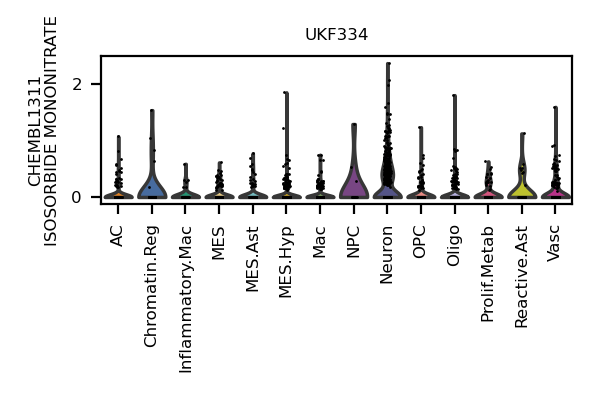 UKF334
CHEMBL1311
ISOSORBIDE MONONITRATE
2
0
AC
Chromatin.Reg
Inflammatory.Mac
MES
MES.Ast
MES.Hyp
Mac
NPC
Neuron
OPC
Oligo
Prolif.Metab
Reactive.Ast
Vasc